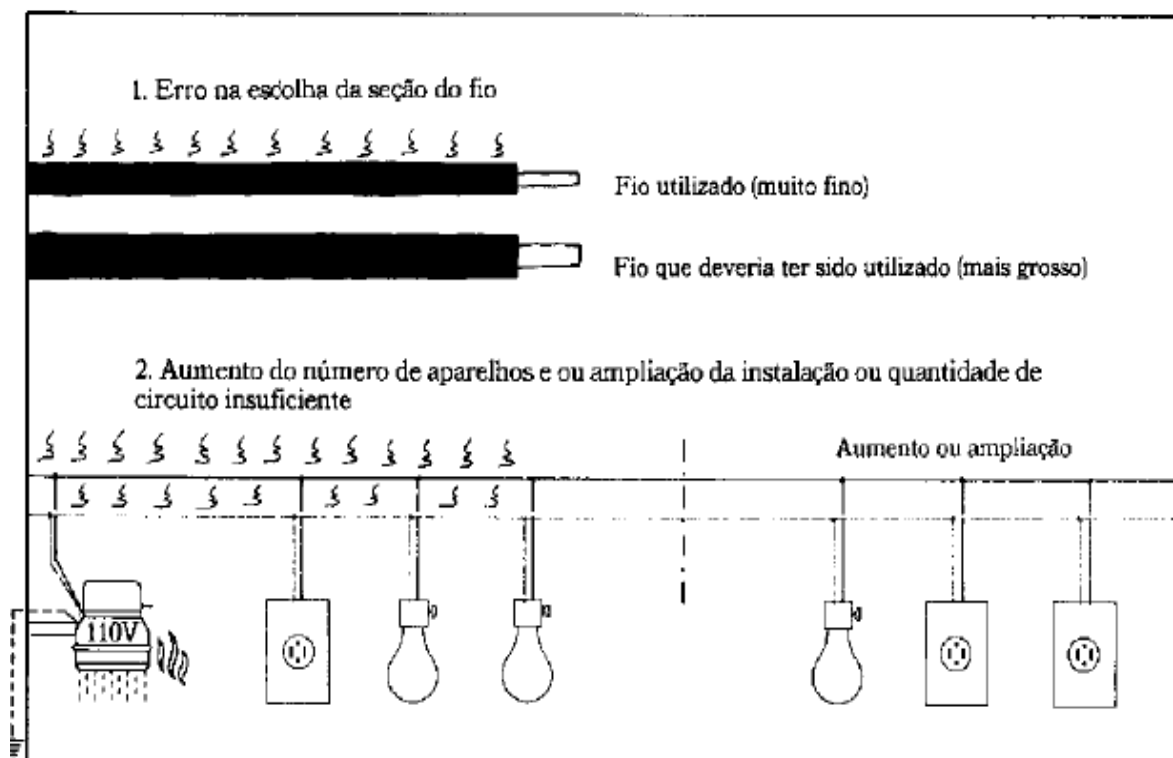 1. Erro na escolha da seção do fio
Fio utilizado (muito fino)
Fio que deveria ter sido utilizado (mais grosso)
2. Aumento do número de aparelhos e ou ampliação da instalação ou quantidade de
circuito insuficiente
Aumento ou ampliação
110V